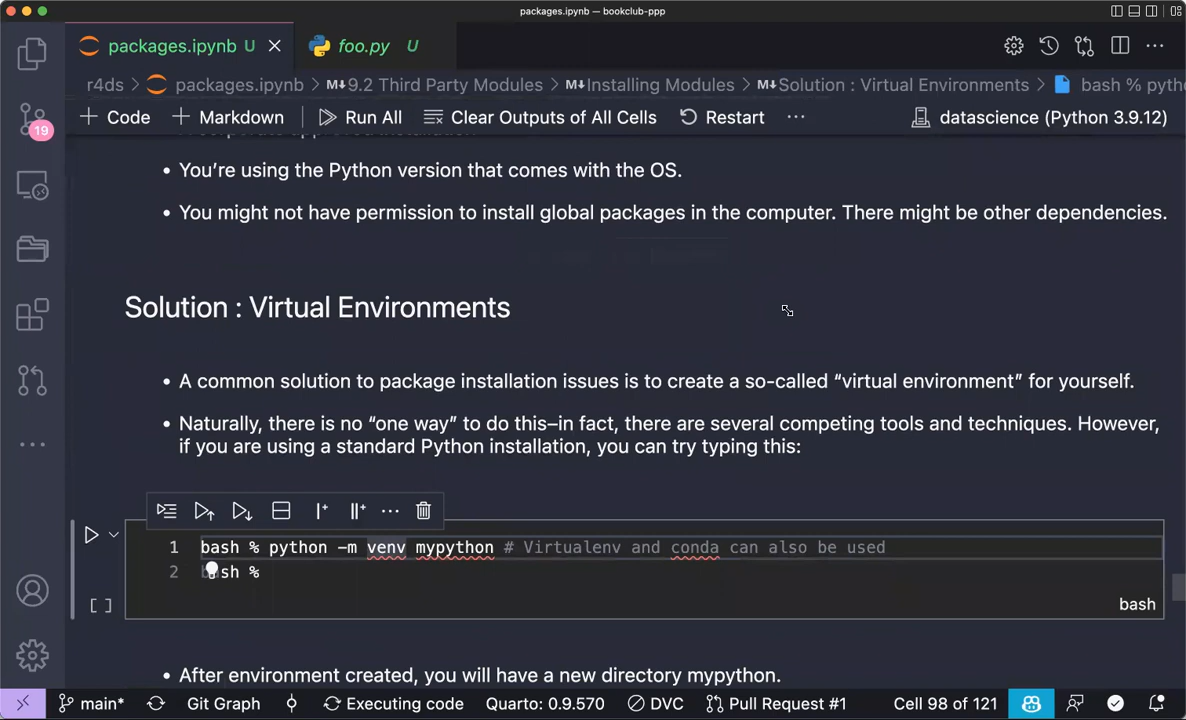 packages.ipynb — bookclub-ppp
packages.ipynb U
foo.py U
r4ds > packages.ipynb > M↓9.2 Third Party Modules > M↓Installing Modules > M↓Solution : Virtual Environments > bash % pytho
+ Code + Markdown Run All Clear Outputs of All Cells Restart ··· datascience (Python 3.9.12)
• You’re using the Python version that comes with the OS.
• You might not have permission to install global packages in the computer. There might be other dependencies.
Solution : Virtual Environments
• A common solution to package installation issues is to create a so-called “virtual environment” for yourself.
• Naturally, there is no “one way” to do this–in fact, there are several competing tools and techniques. However,
if you are using a standard Python installation, you can try typing this:
1 bash % python -m venv mypython # Virtualenv and conda can also be used
2 bash %
[ ]
bash
• After environment created, you will have a new directory mypython.
19
main* Git Graph Executing code Quarto: 0.9.570 DVC Pull Request #1 Cell 98 of 121